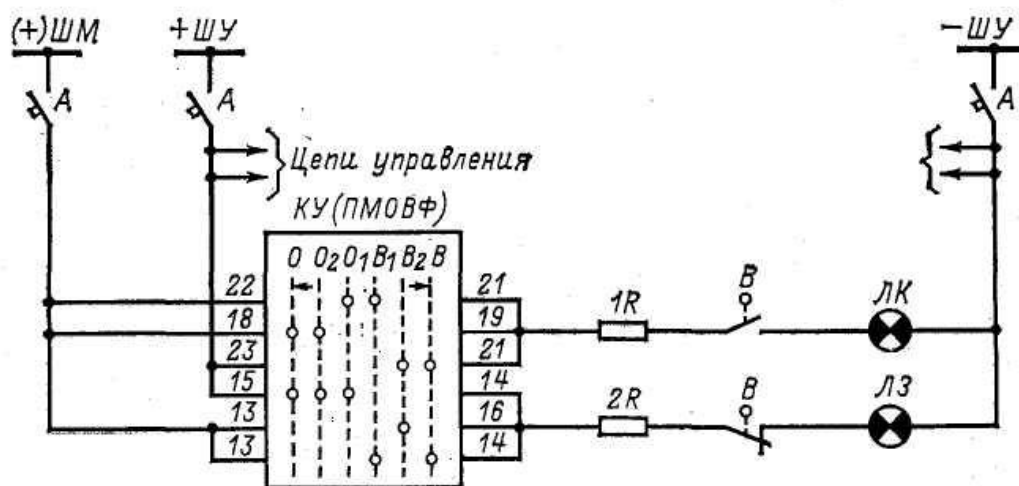 (+)ШМ
+ШУ
−ШУ
А
А
А
Цепи управления
КУ(ПМОВФ)
О О₂ О₁ В₁ В₂ В
22
21
18
19
1R
В
ЛК
23
21
15
14
13
16
2R
В
ЛЗ
13
14